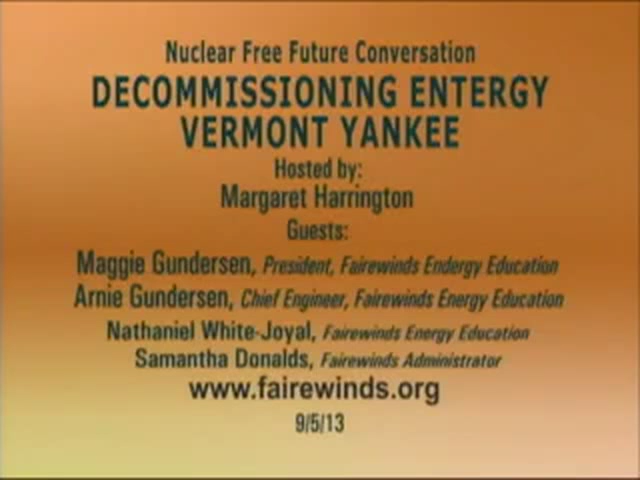 Nuclear Free Future Conversation
DECOMMISSIONING ENTERGY
VERMONT YANKEE
Hosted by:
Margaret Harrington
Guests:
Maggie Gundersen, President, Fairewinds Endergy Education
Arnie Gundersen, Chief Engineer, Fairewinds Energy Education
Nathaniel White-Joyal, Fairewinds Energy Education
Samantha Donalds, Fairewinds Administrator
www.fairewinds.org
9/5/13